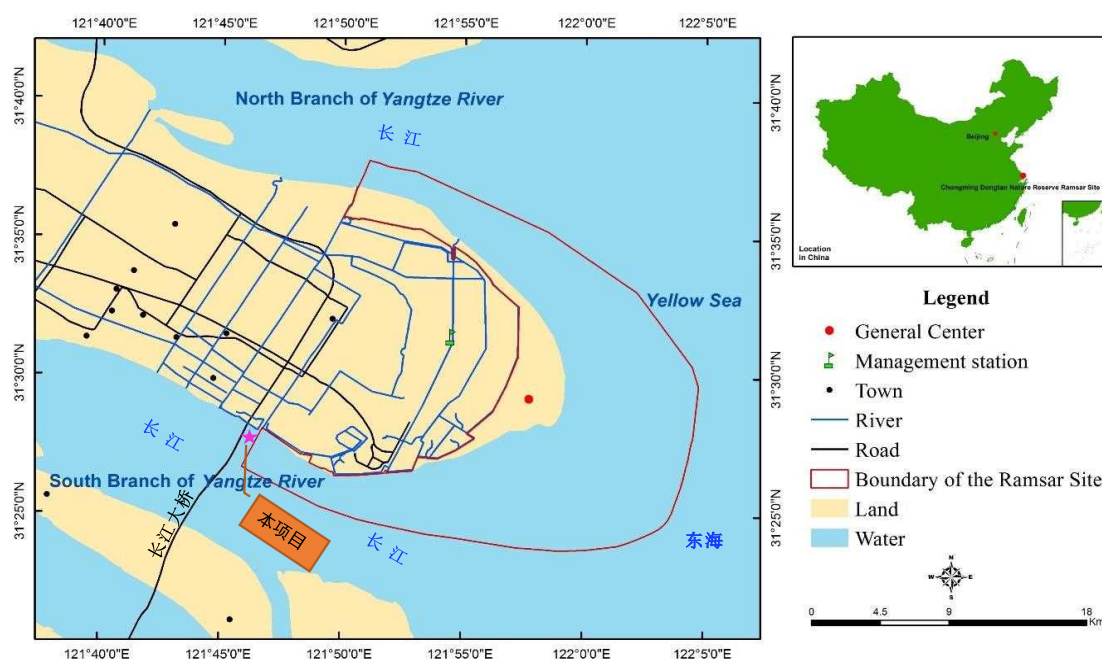 121°40'0"E 121°45'0"E 121°50'0"E 121°55'0"E 122°0'0"E 122°5'0"E
31°40'0"N
31°35'0"N
31°30'0"N
31°25'0"N
North Branch of Yangtze River
长江
Yellow Sea
长江
South Branch of Yangtze River
长江大桥
本项目
长江
东海
31°40'0"N
31°35'0"N
31°30'0"N
31°25'0"N
121°40'0"E 121°45'0"E 121°50'0"E 121°55'0"E 122°0'0"E 122°5'0"E
Beijing
Chongming Dongtan Nature Reserve Ramsar Site
Location
in China
Legend
General Center
Management station
Town
River
Road
Boundary of the Ramsar Site
Land
Water
N
W E
S
0 4.5 9 18
Km